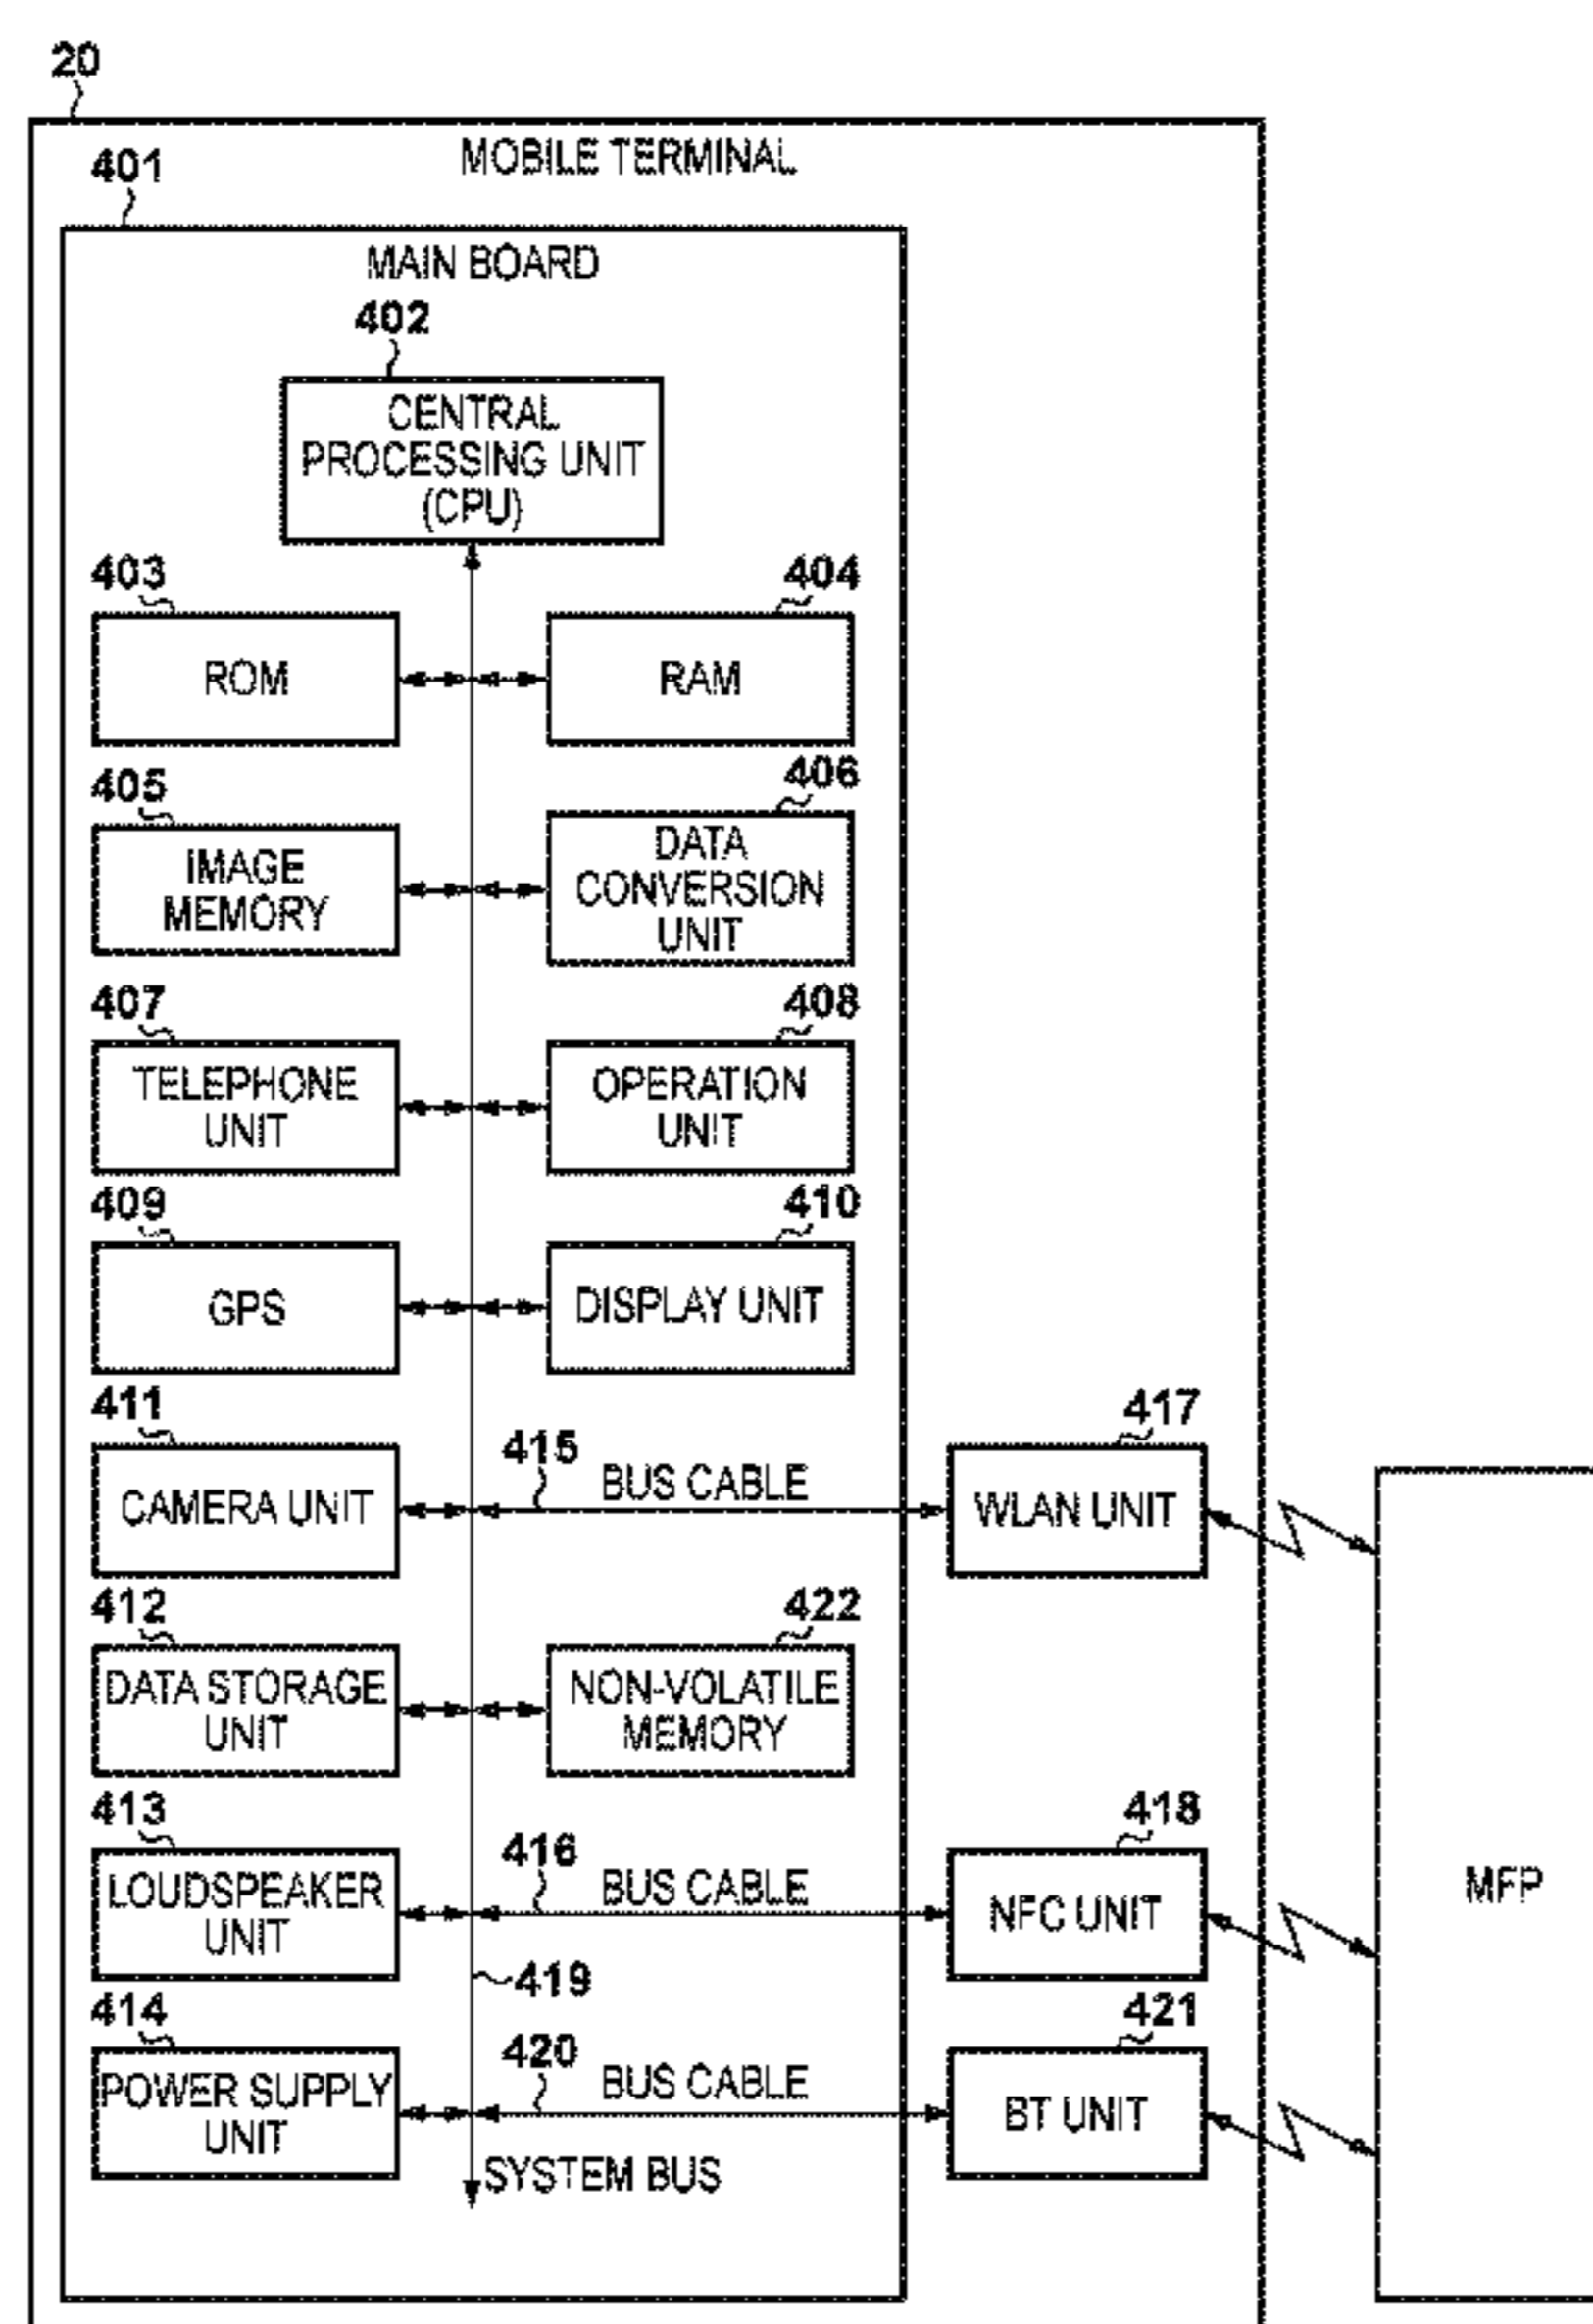 20
MOBILE TERMINAL
401
MAIN BOARD
402
CENTRAL
PROCESSING UNIT
(CPU)
403
ROM
404
RAM
405
IMAGE
MEMORY
406
DATA
CONVERSION
UNIT
407
TELEPHONE
UNIT
408
OPERATION
UNIT
409
GPS
410
DISPLAY UNIT
411
CAMERA UNIT
415
BUS CABLE
417
WLAN UNIT
412
DATA STORAGE
UNIT
422
NON-VOLATILE
MEMORY
413
LOUDSPEAKER
UNIT
416
BUS CABLE
418
NFC UNIT
MFP
419
414
POWER SUPPLY
UNIT
420
BUS CABLE
421
BT UNIT
SYSTEM BUS